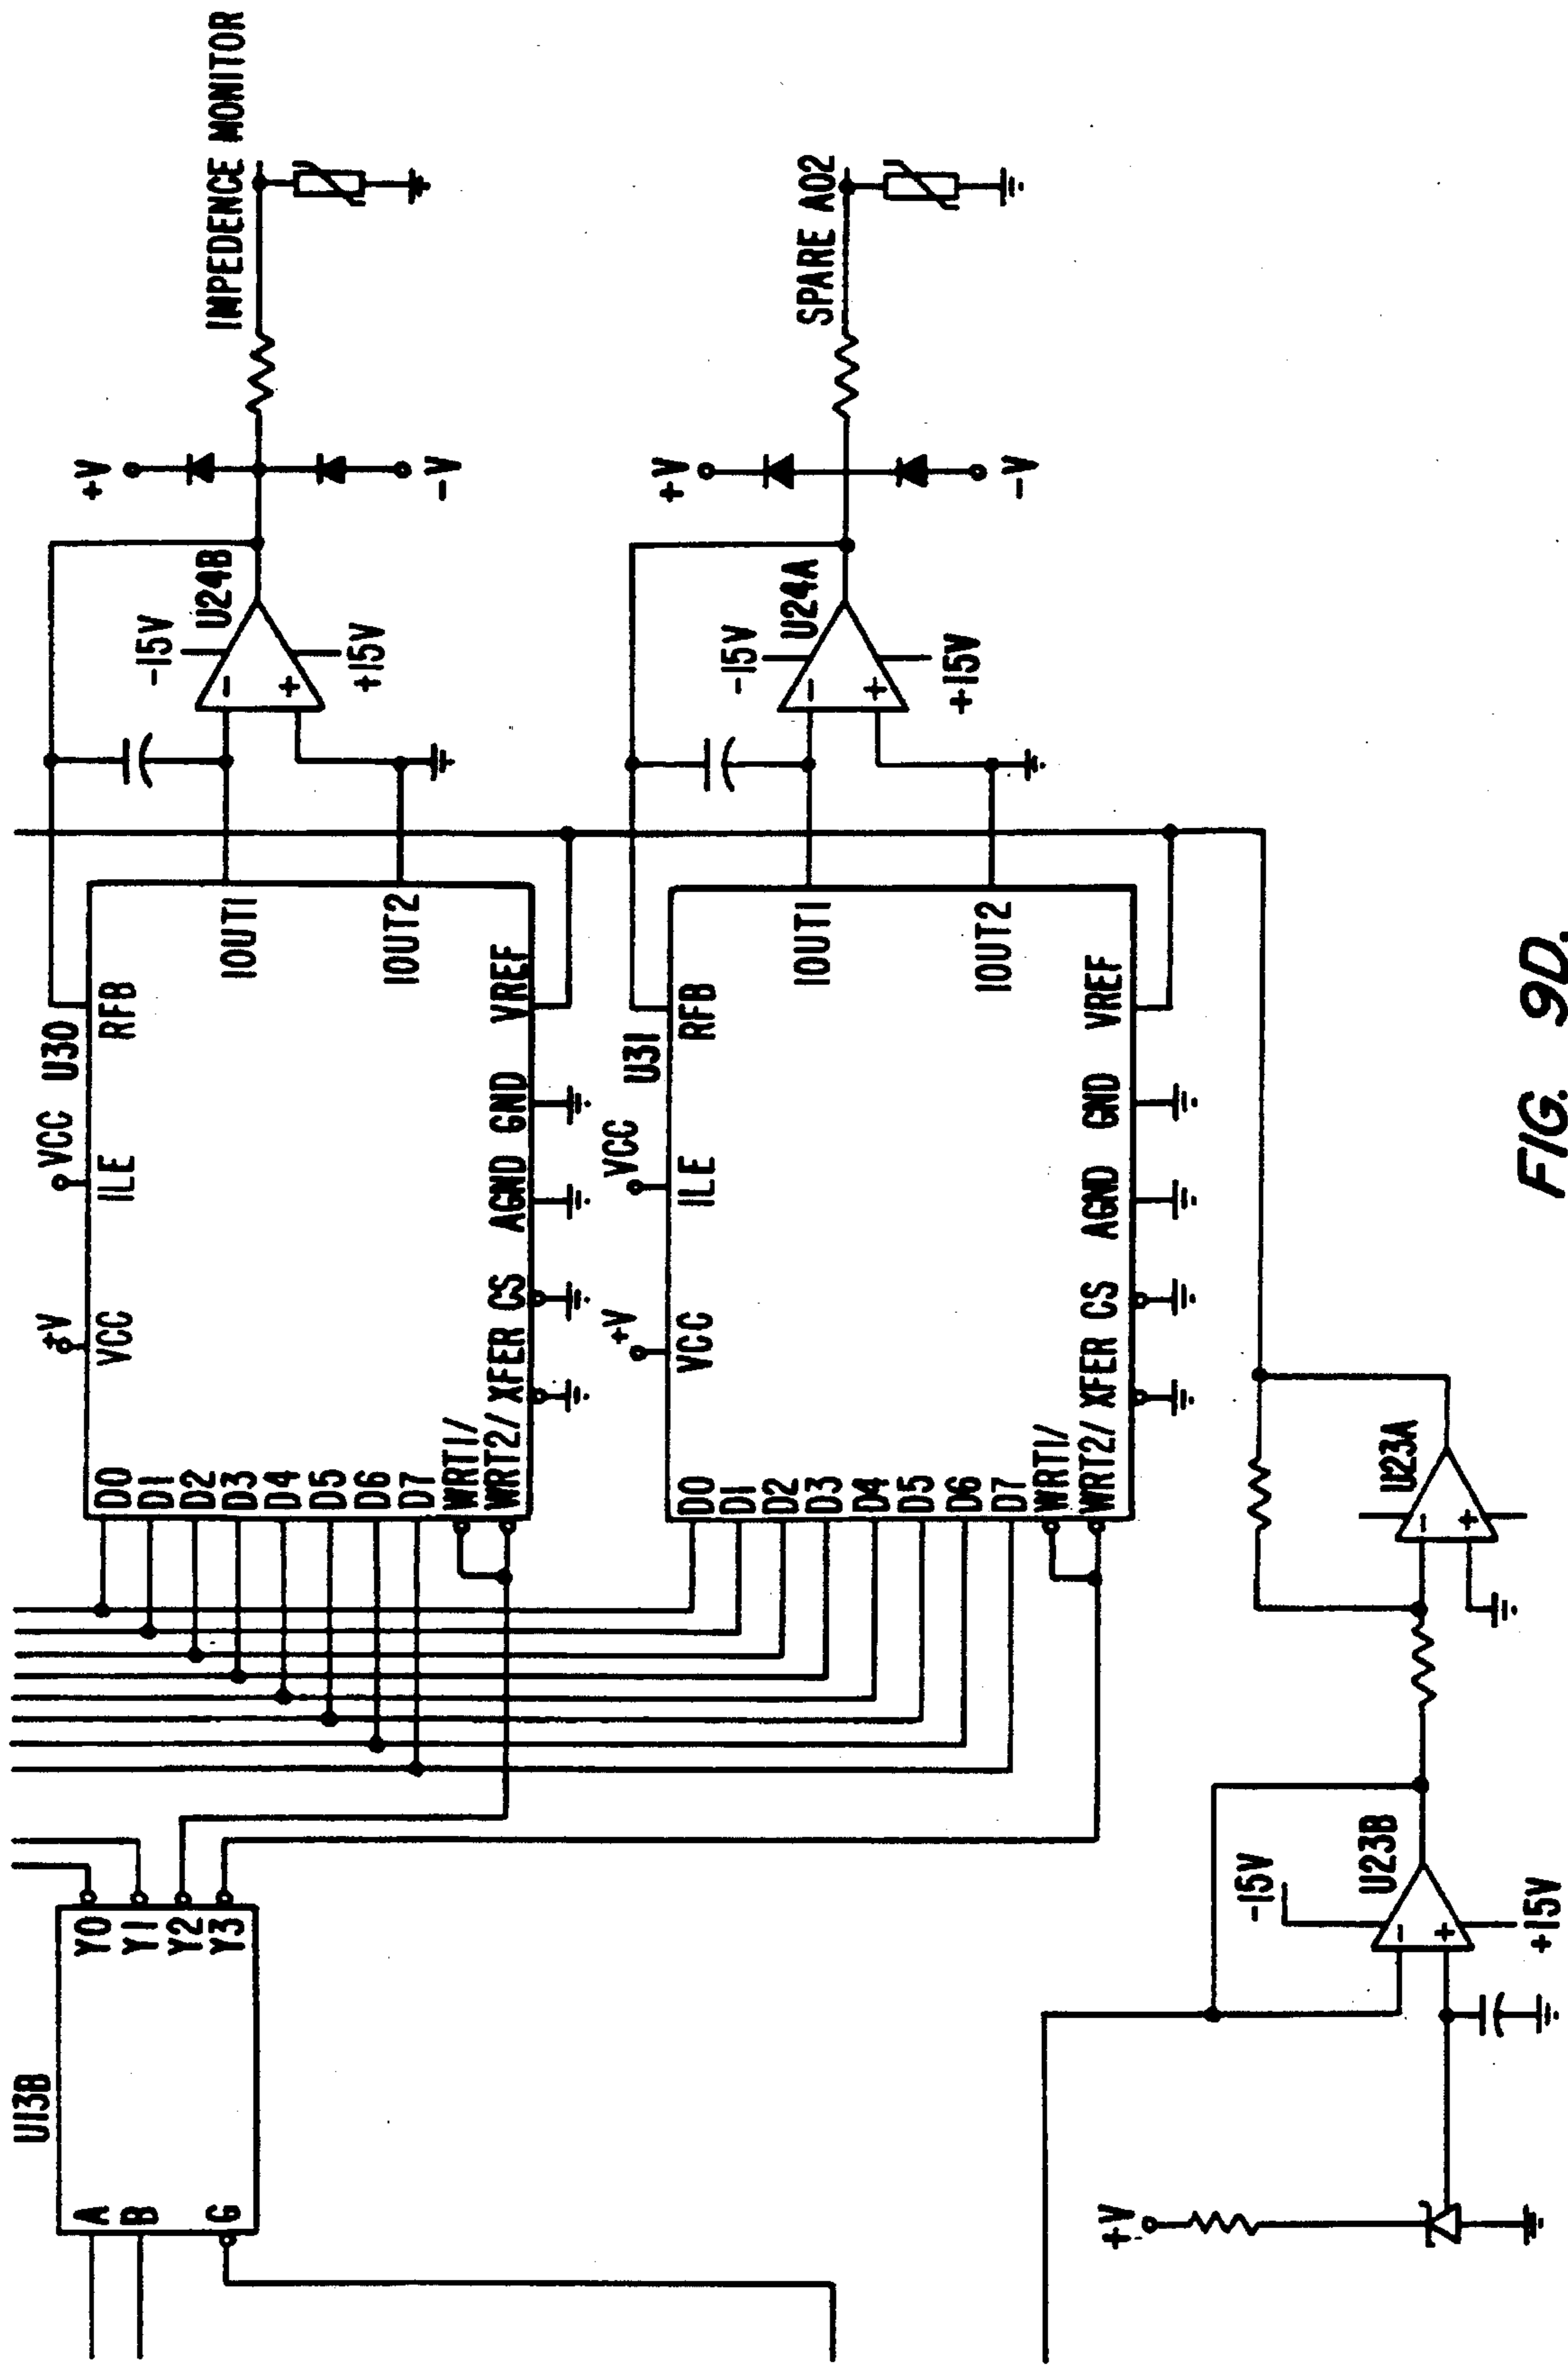 IMPEDENCE MONITOR
+V
-V
U24B
-15V
+15V
U30
VCC
+V
VCC
ILE
RFB
D0
D1
D2
D3
D4
D5
D6
D7
WRT1/
WRT2/
XFER
CS
AGND
GND
VREF
IOUT1
IOUT2
SPARE A02
+V
-V
U24A
-15V
+15V
U31
VCC
+V
VCC
ILE
RFB
D0
D1
D2
D3
D4
D5
D6
D7
WRT1/
WRT2/
XFER
CS
AGND
GND
VREF
IOUT1
IOUT2
U13B
A
B
G
Y0
Y1
Y2
Y3
+V
-15V
U23B
+15V
U23A
-
+
-
+
-
+
-
+
FIG. 9D.